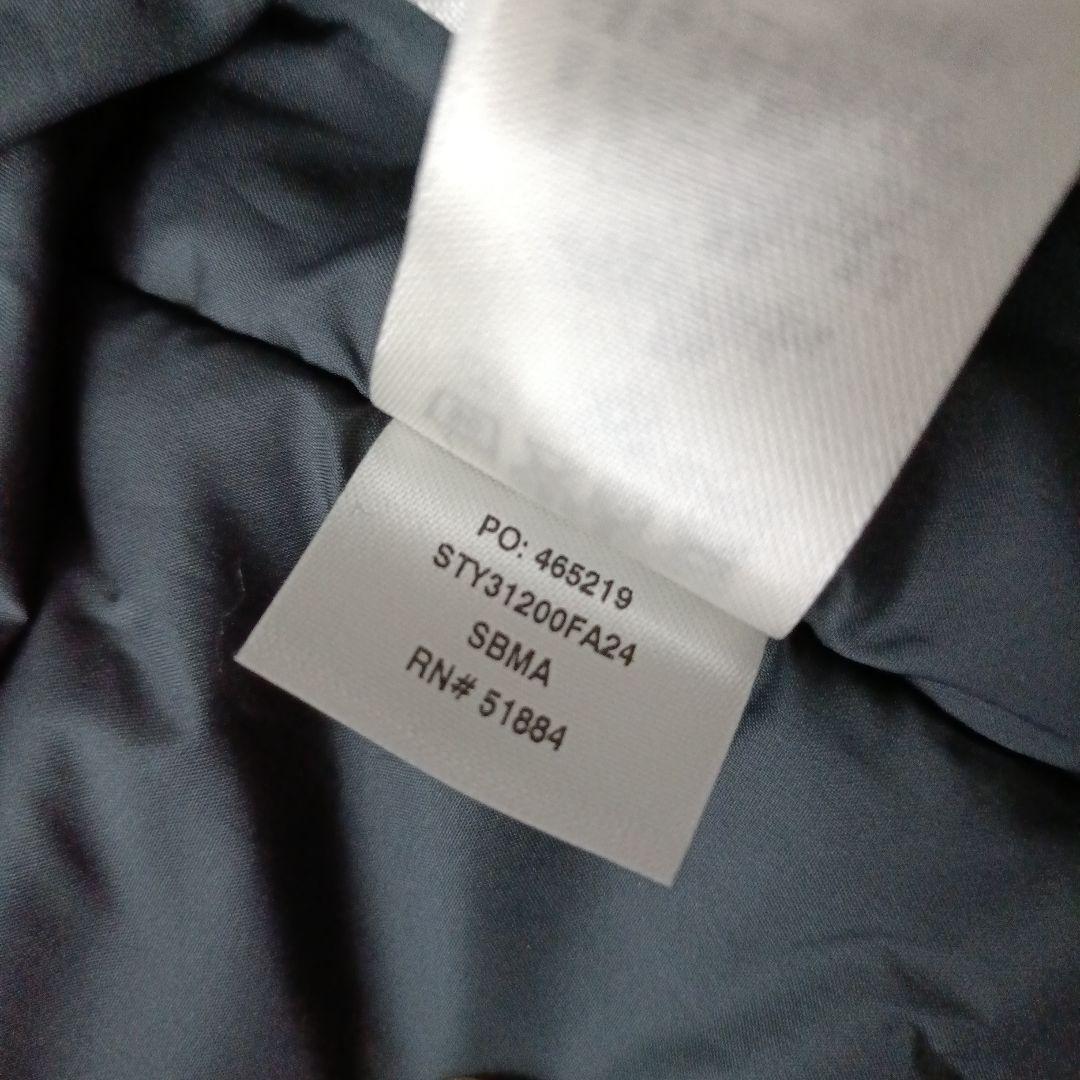 PO: 465219
STY31200FA24
SBMA
RN# 51884